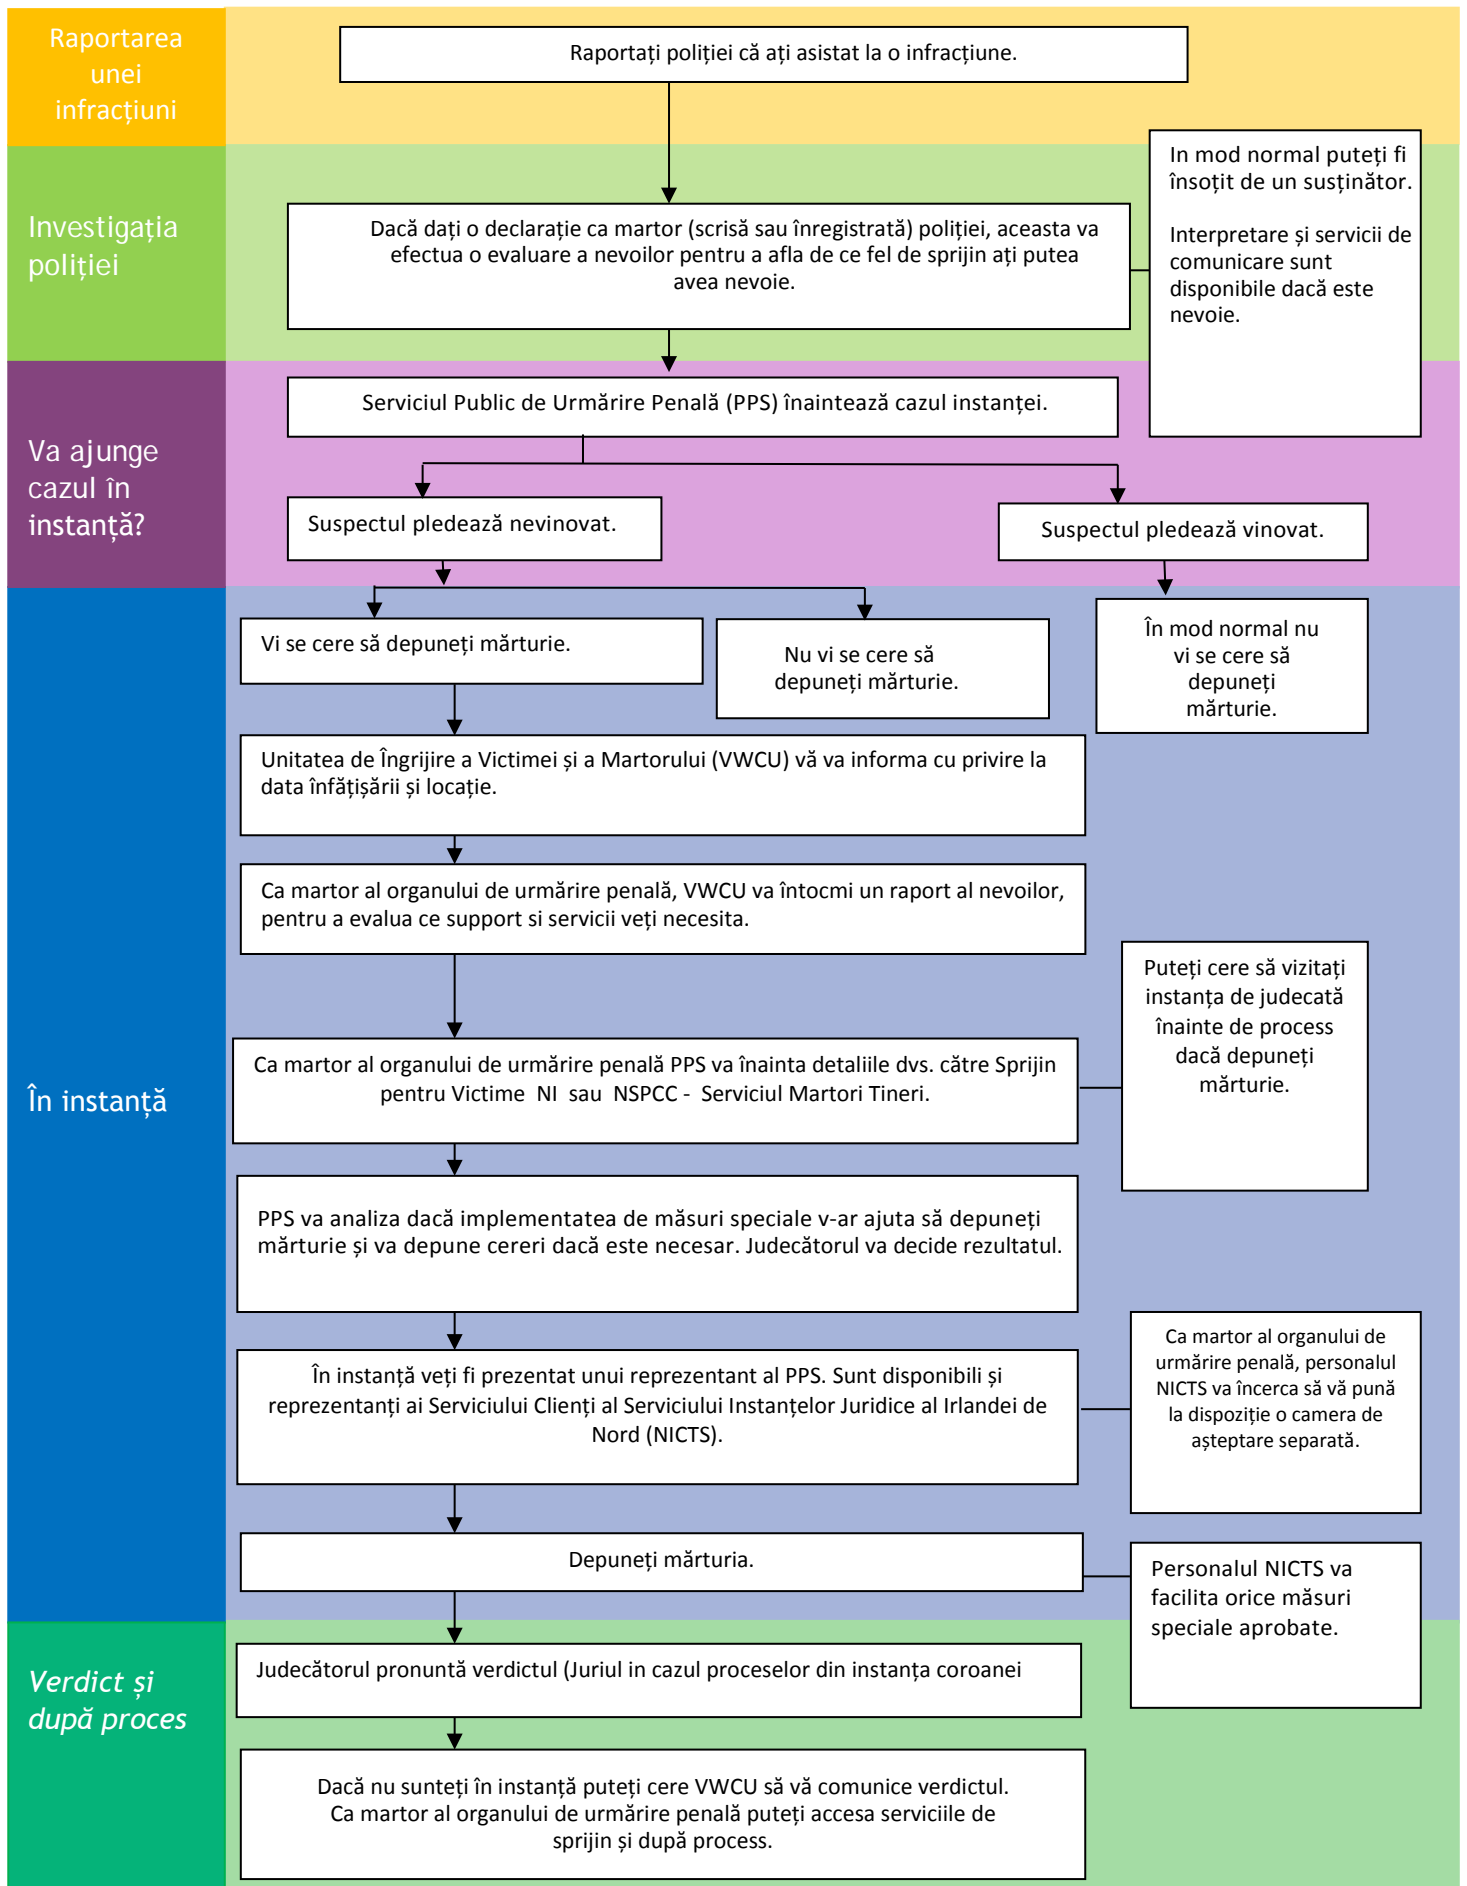 Raportarea
unei
infracțiuni
Raportați poliției că ați asistat la o infracțiune.
In mod normal puteți fi
însoțit de un susținător.
Interpretare și servicii de
comunicare sunt
disponibile dacă este
nevoie.
Investigația
poliției
Dacă dați o declarație ca martor (scrisă sau înregistrată) poliției, aceasta va
efectua o evaluare a nevoilor pentru a afla de ce fel de sprijin ați putea
avea nevoie.
Va ajunge
cazul în
instanță?
Serviciul Public de Urmărire Penală (PPS) înaintează cazul instanței.
Suspectul pledează nevinovat.
Suspectul pledează vinovat.
În instanță
Vi se cere să depuneți mărturie.
Nu vi se cere să
depuneți mărturie.
În mod normal nu
vi se cere să
depuneți
mărturie.
Unitatea de Îngrijire a Victimei și a Martorului (VWCU) vă va informa cu privire la
data înfățișării și locație.
Ca martor al organului de urmărire penală, VWCU va întocmi un raport al nevoilor,
pentru a evalua ce support si servicii veți necesita.
Puteți cere să vizitați
instanța de judecată
înainte de process
dacă depuneți
mărturie.
Ca martor al organului de urmărire penală PPS va înainta detaliile dvs. către Sprijin
pentru Victime NI sau NSPCC - Serviciul Martori Tineri.
PPS va analiza dacă implementatea de măsuri speciale v-ar ajuta să depuneți
mărturie și va depune cereri dacă este necesar. Judecătorul va decide rezultatul.
În instanță veți fi prezentat unui reprezentant al PPS. Sunt disponibili și
reprezentanți ai Serviciului Clienți al Serviciului Instanțelor Juridice al Irlandei de
Nord (NICTS).
Ca martor al organului de
urmărire penală, personalul
NICTS va încerca să vă pună
la dispoziție o camera de
așteptare separată.
Depuneți mărturia.
Personalul NICTS va
facilita orice măsuri
speciale aprobate.
Verdict și
după proces
Judecătorul pronuntă verdictul (Juriul in cazul proceselor din instanța coroanei
Dacă nu sunteți în instanță puteți cere VWCU să vă comunice verdictul.
Ca martor al organului de urmărire penală puteți accesa serviciile de
sprijin și după process.